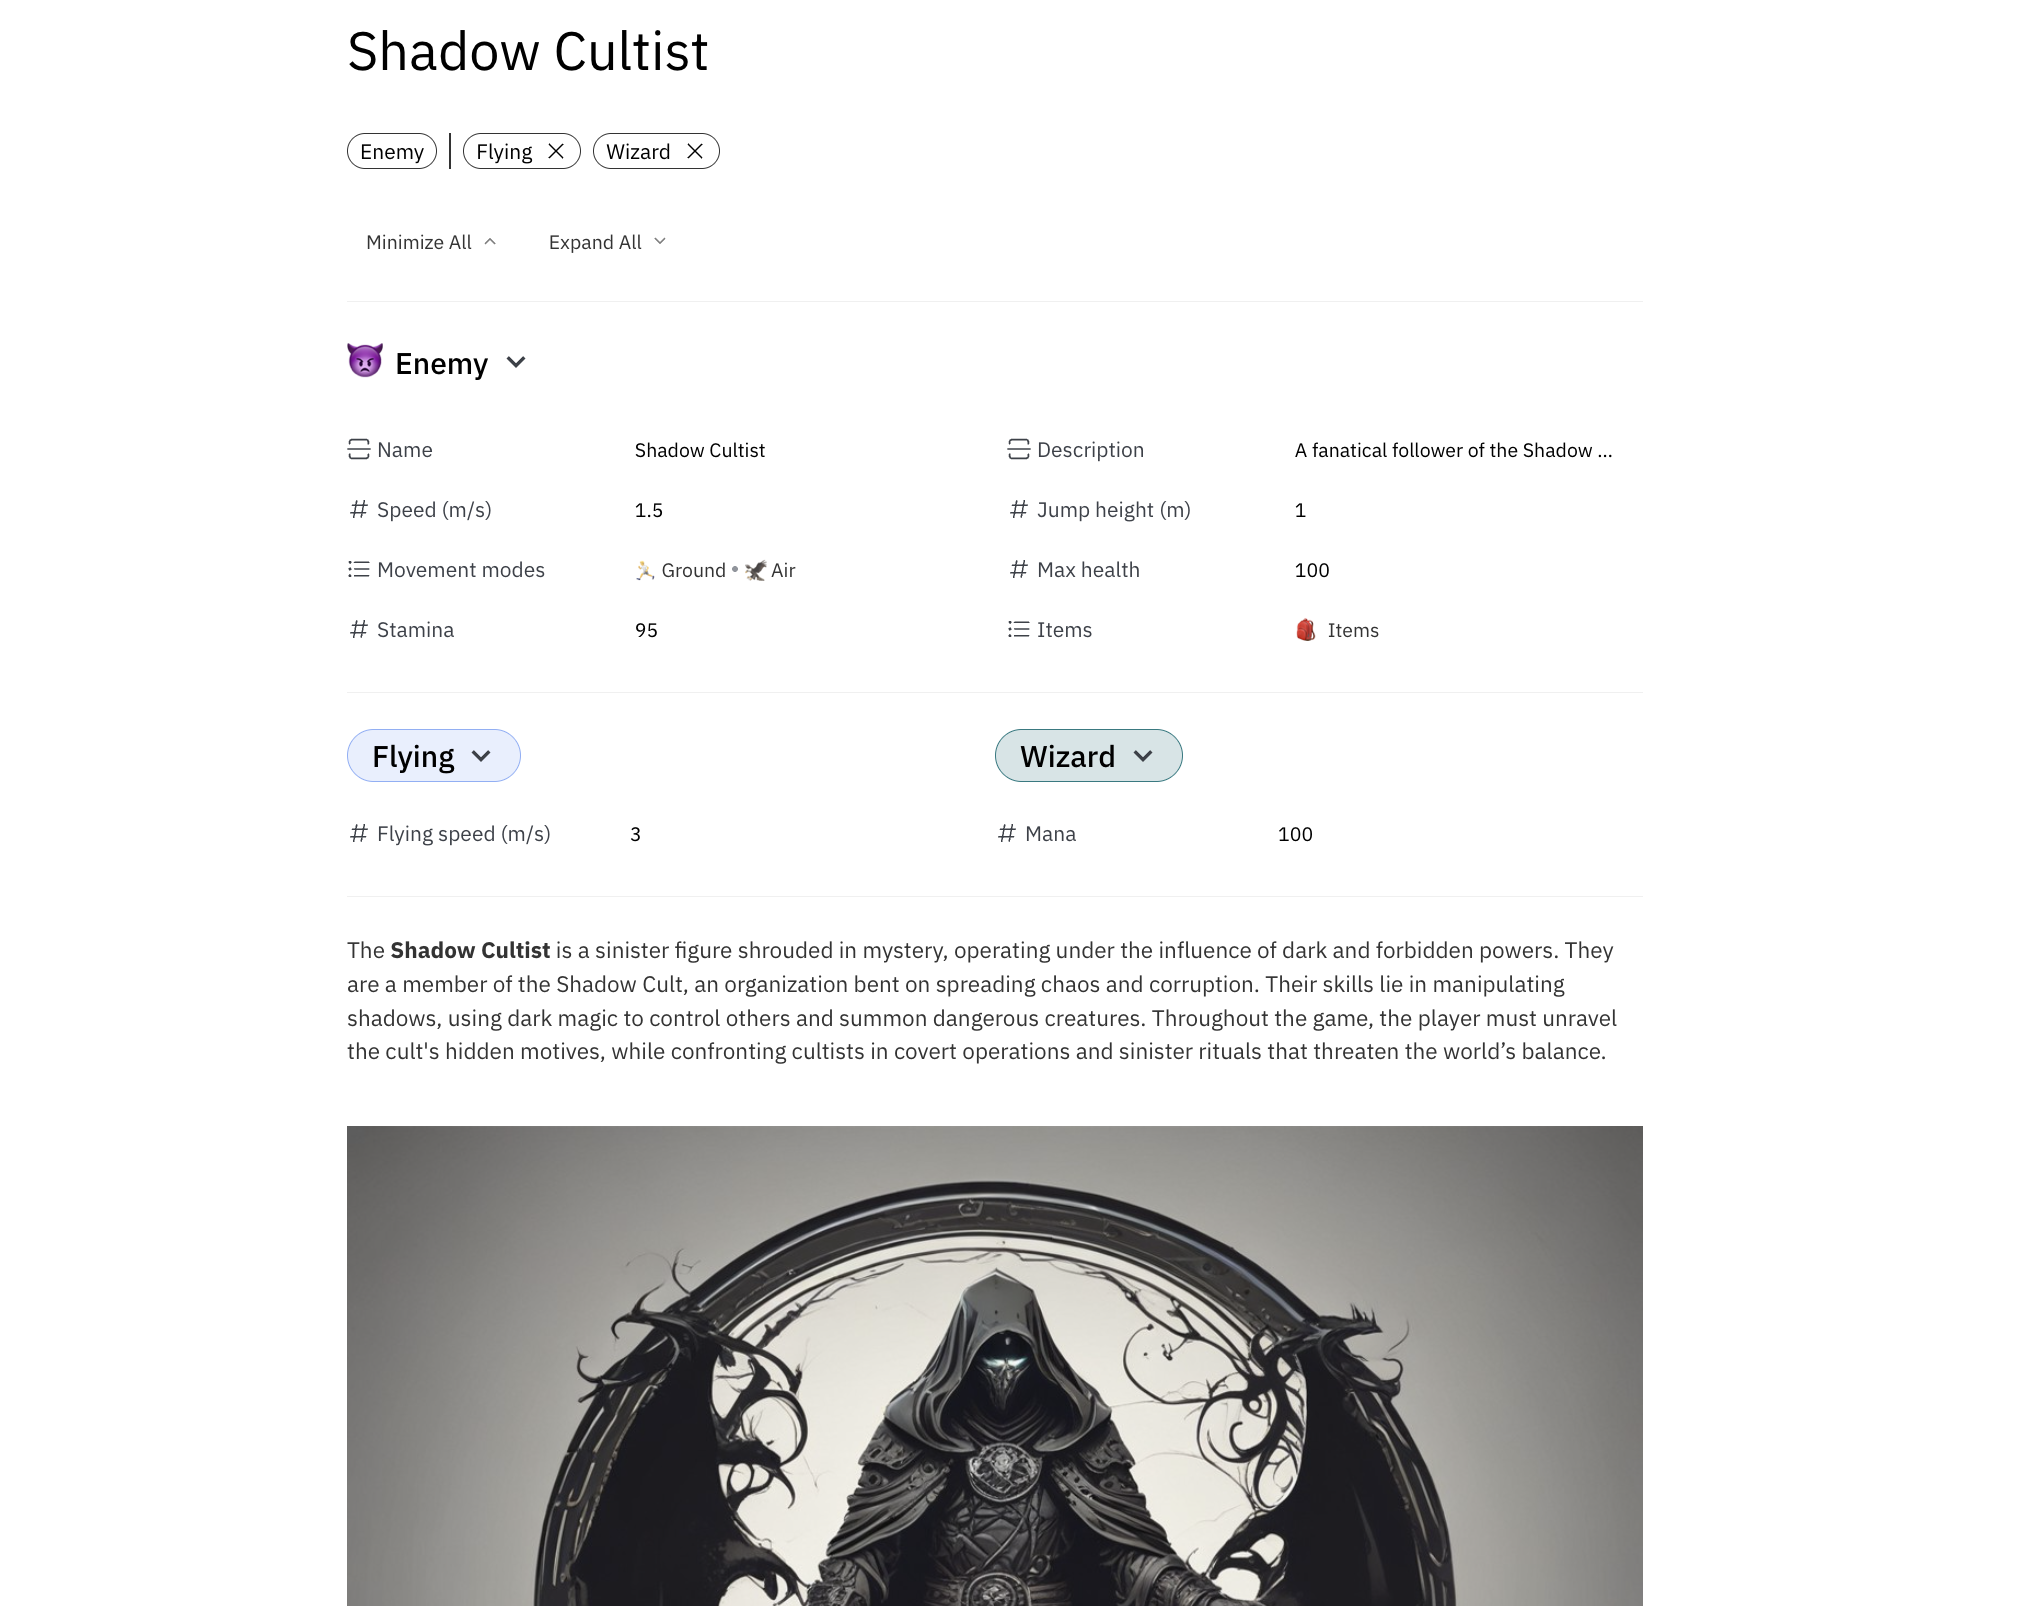 Shadow Cultist
Enemy Flying Wizard
Minimize All Expand All
Enemy
Name Shadow Cultist Description A fanatical follower of the Shadow ...
# Speed (m/s) 1.5 # Jump height (m) 1
Movement modes Ground • Air # Max health 100
# Stamina 95 Items Items
Flying Wizard
# Flying speed (m/s) 3 # Mana 100
The Shadow Cultist is a sinister figure shrouded in mystery, operating under the influence of dark and forbidden powers. They
are a member of the Shadow Cult, an organization bent on spreading chaos and corruption. Their skills lie in manipulating
shadows, using dark magic to control others and summon dangerous creatures. Throughout the game, the player must unravel
the cult's hidden motives, while confronting cultists in covert operations and sinister rituals that threaten the world’s balance.